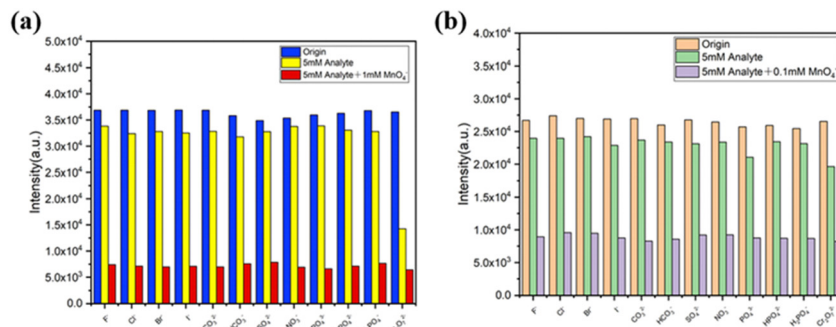 (a)
5.0x10⁴
4.5x10⁴
4.0x10⁴
3.5x10⁴
3.0x10⁴
2.5x10⁴
2.0x10⁴
1.5x10⁴
1.0x10⁴
5.0x10³
0.0
Intensity(a.u.)
Origin
5mM Analyte
5mM Analyte+1mM MnO₄⁻
F⁻
Cl⁻
Br⁻
I⁻
(b)
4.0x10⁴
3.5x10⁴
3.0x10⁴
2.5x10⁴
2.0x10⁴
1.5x10⁴
1.0x10⁴
5.0x10³
0.0
Intensity(a.u.)
Origin
5mM Analyte
5mM Analyte+0.1mM MnO₄⁻
F⁻
Cl⁻
Br⁻
I⁻
CO₃²⁻
HCO₃⁻
SO₄²⁻
NO₃⁻
PO₄³⁻
HPO₄²⁻
H₂PO₄⁻
Cr₂O₇²⁻